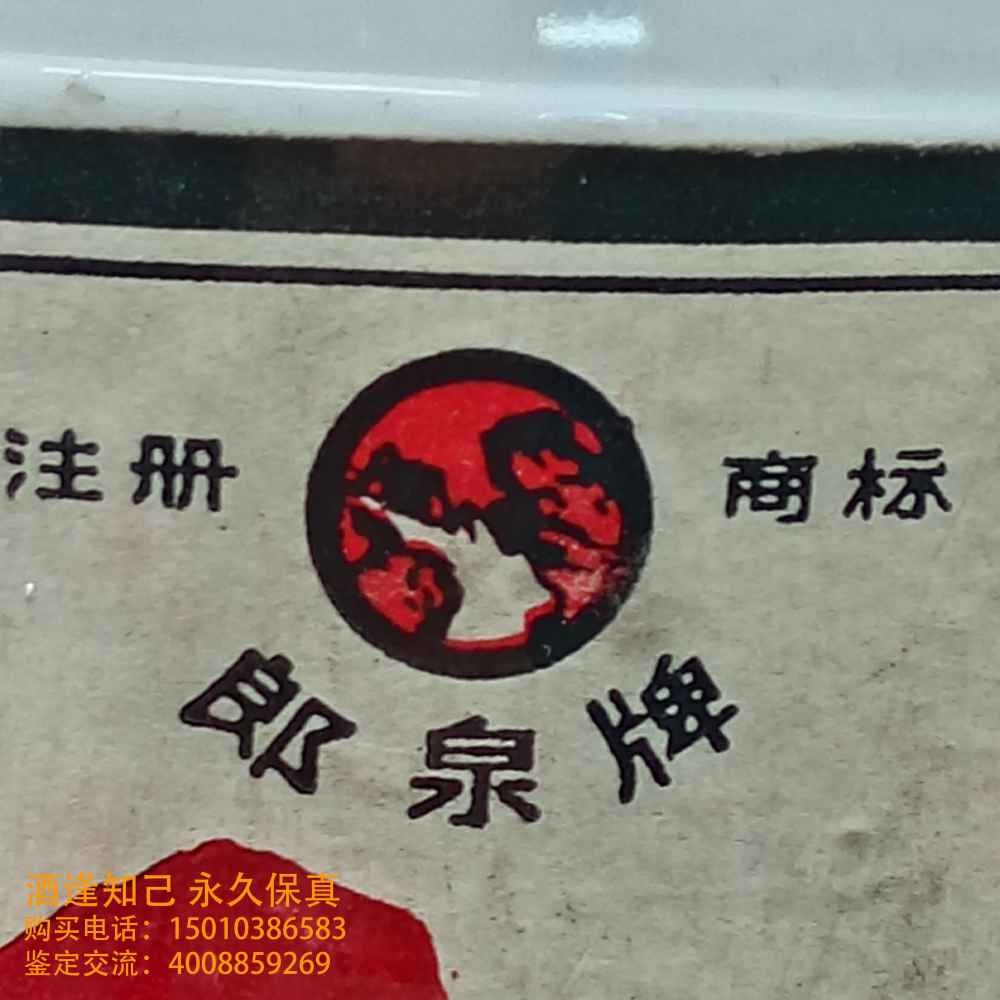 注册 商标
郎泉牌
酒逢知己 永久保真
购买电话：15010386583
鉴定交流：4008859269